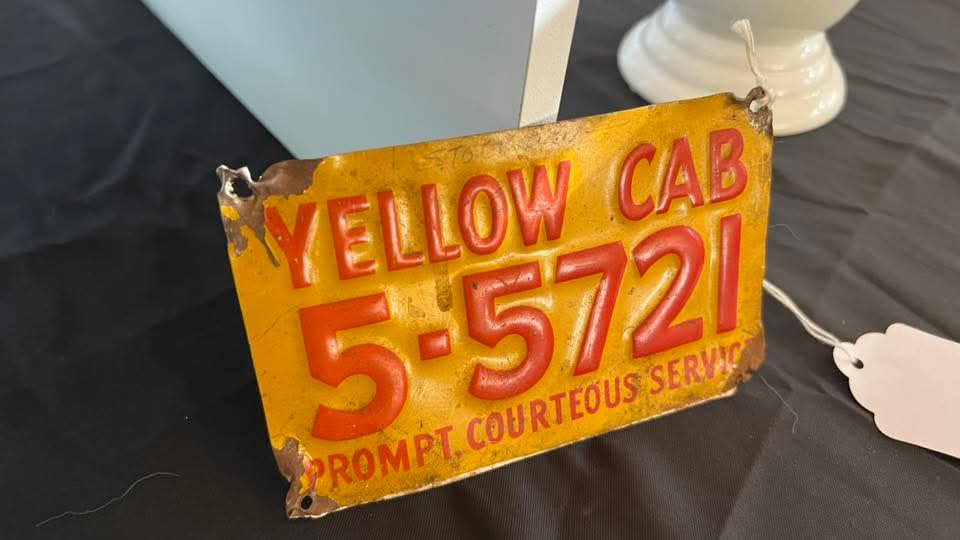 YELLOW CAB
5-5721
PROMPT COURTEOUS SERVICE